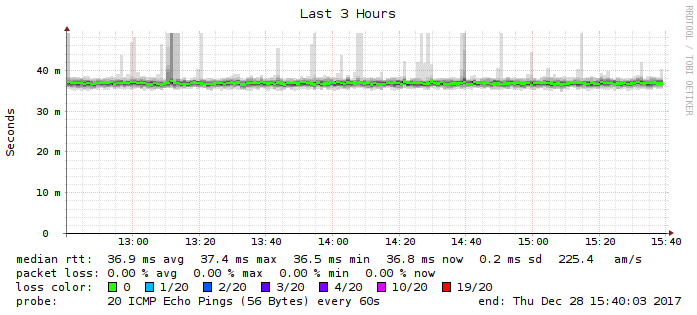 Last 3 Hours
RRDTOOL / TOBI OETIKER
Seconds
40 m
30 m
20 m
10 m
0
13:00 13:20 13:40 14:00 14:20 14:40 15:00 15:20 15:40
median rtt: 36.9 ms avg 37.4 ms max 36.5 ms min 36.8 ms now 0.2 ms sd 225.4 am/s
packet loss: 0.00 % avg 0.00 % max 0.00 % min 0.00 % now
loss color: 0 1/20 2/20 3/20 4/20 10/20 19/20
probe: 20 ICMP Echo Pings (56 Bytes) every 60s end: Thu Dec 28 15:40:03 2017